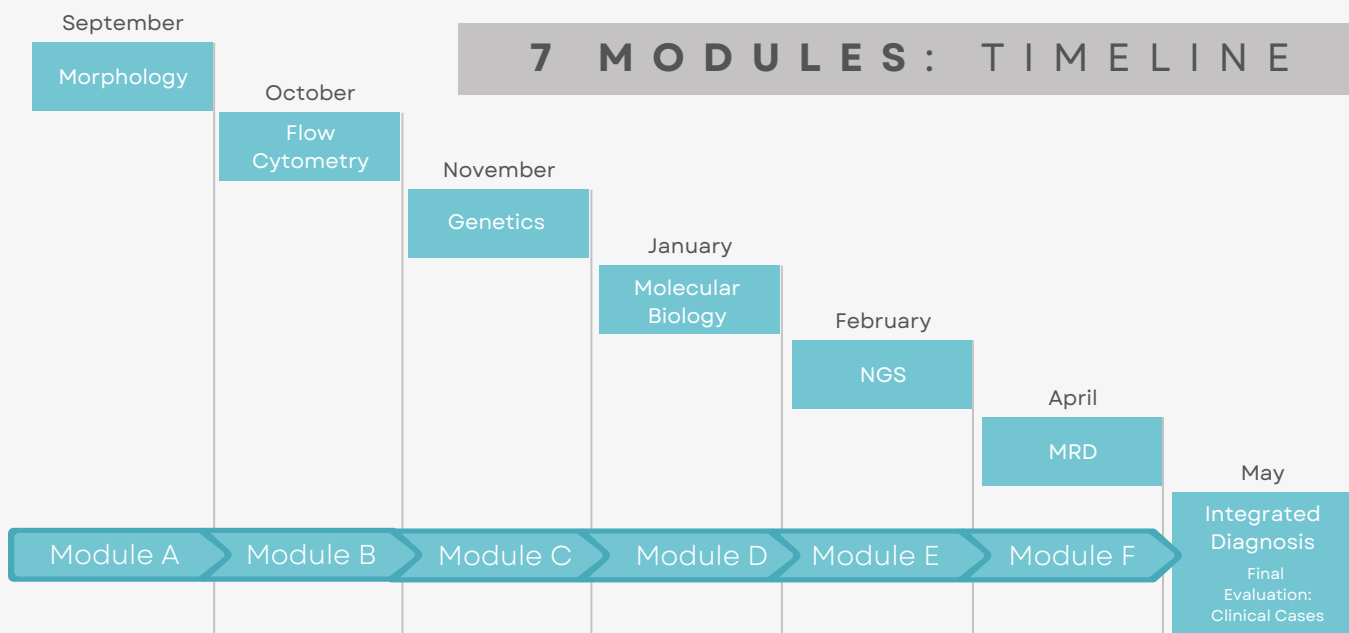 September
7 MODULES: TIMELINE
Morphology
October
Flow
Cytometry
November
Genetics
January
Molecular
Biology
February
NGS
April
MRD
May
Integrated
Diagnosis
Final
Evaluation:
Clinical Cases
Module A
Module B
Module C
Module D
Module E
Module F